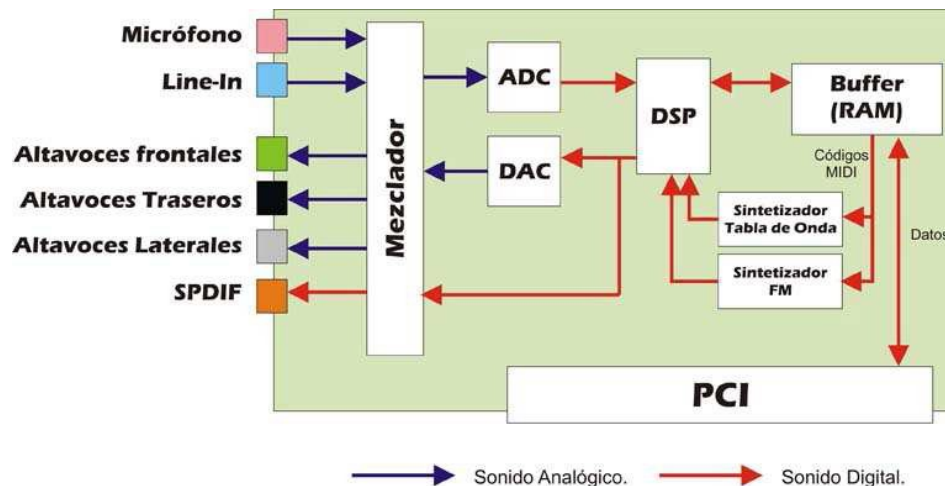 Micrófono
Line-In
Altavoces frontales
Altavoces Traseros
Altavoces Laterales
SPDIF
Mezclador
ADC
DAC
DSP
Buffer
(RAM)
Códigos
MIDI
Sintetizador
Tabla de Onda
Sintetizador
FM
Datos
PCI
Sonido Analógico.
Sonido Digital.